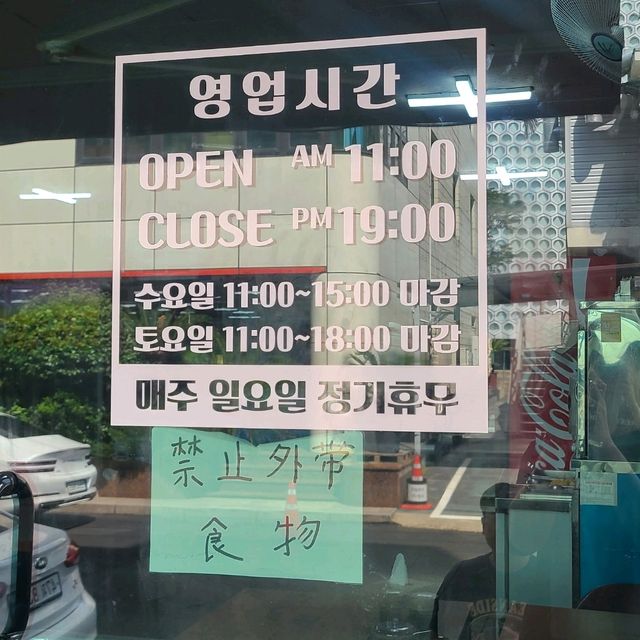 영업시간
OPEN AM 11:00
CLOSE PM 19:00
수요일 11:00~15:00 마감
토요일 11:00~18:00 마감
매주 일요일 정기휴무
禁止外带
食物